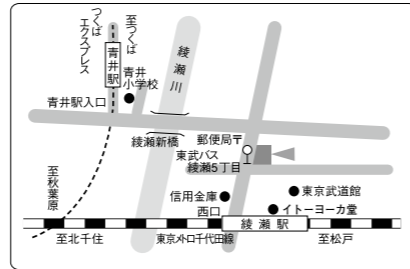 つくば
エクスプレス
至つくば
青井駅
青井
小学校
綾瀬川
青井駅入口
綾瀬新橋
郵便局〒
東武バス
綾瀬5丁目
至秋葉原
信用金庫
西口
東京武道館
イトーヨーカ堂
綾瀬駅
至北千住
東京メトロ千代田線
至松戸